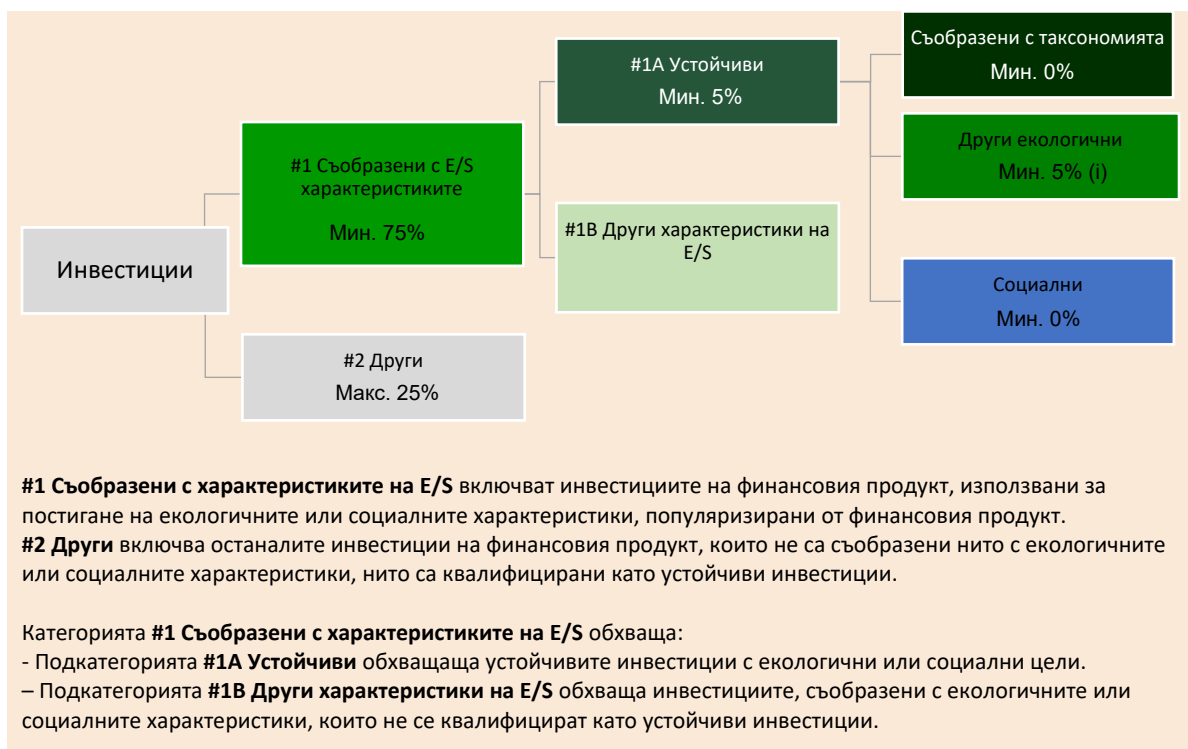 Инвестиции
#1 Съобразени с E/S
характеристиките
Мин. 75%
#2 Други
Макс. 25%
#1A Устойчиви
Мин. 5%
#1B Други характеристики на
E/S
Съобразени с таксономията
Мин. 0%
Други екологични
Мин. 5% (i)
Социални
Мин. 0%
#1 Съобразени с характеристиките на E/S включват инвестициите на финансовия продукт, използвани за
постигане на екологичните или социалните характеристики, популяризирани от финансовия продукт.
#2 Други включва останалите инвестиции на финансовия продукт, които не са съобразени нито с екологичните
или социалните характеристики, нито са квалифицирани като устойчиви инвестиции.
Категорията #1 Съобразени с характеристиките на E/S обхваща:
- Подкатегорията #1A Устойчиви обхващаща устойчивите инвестиции с екологични или социални цели.
– Подкатегорията #1B Други характеристики на E/S обхваща инвестициите, съобразени с екологичните или
социалните характеристики, които не се квалифицират като устойчиви инвестиции.